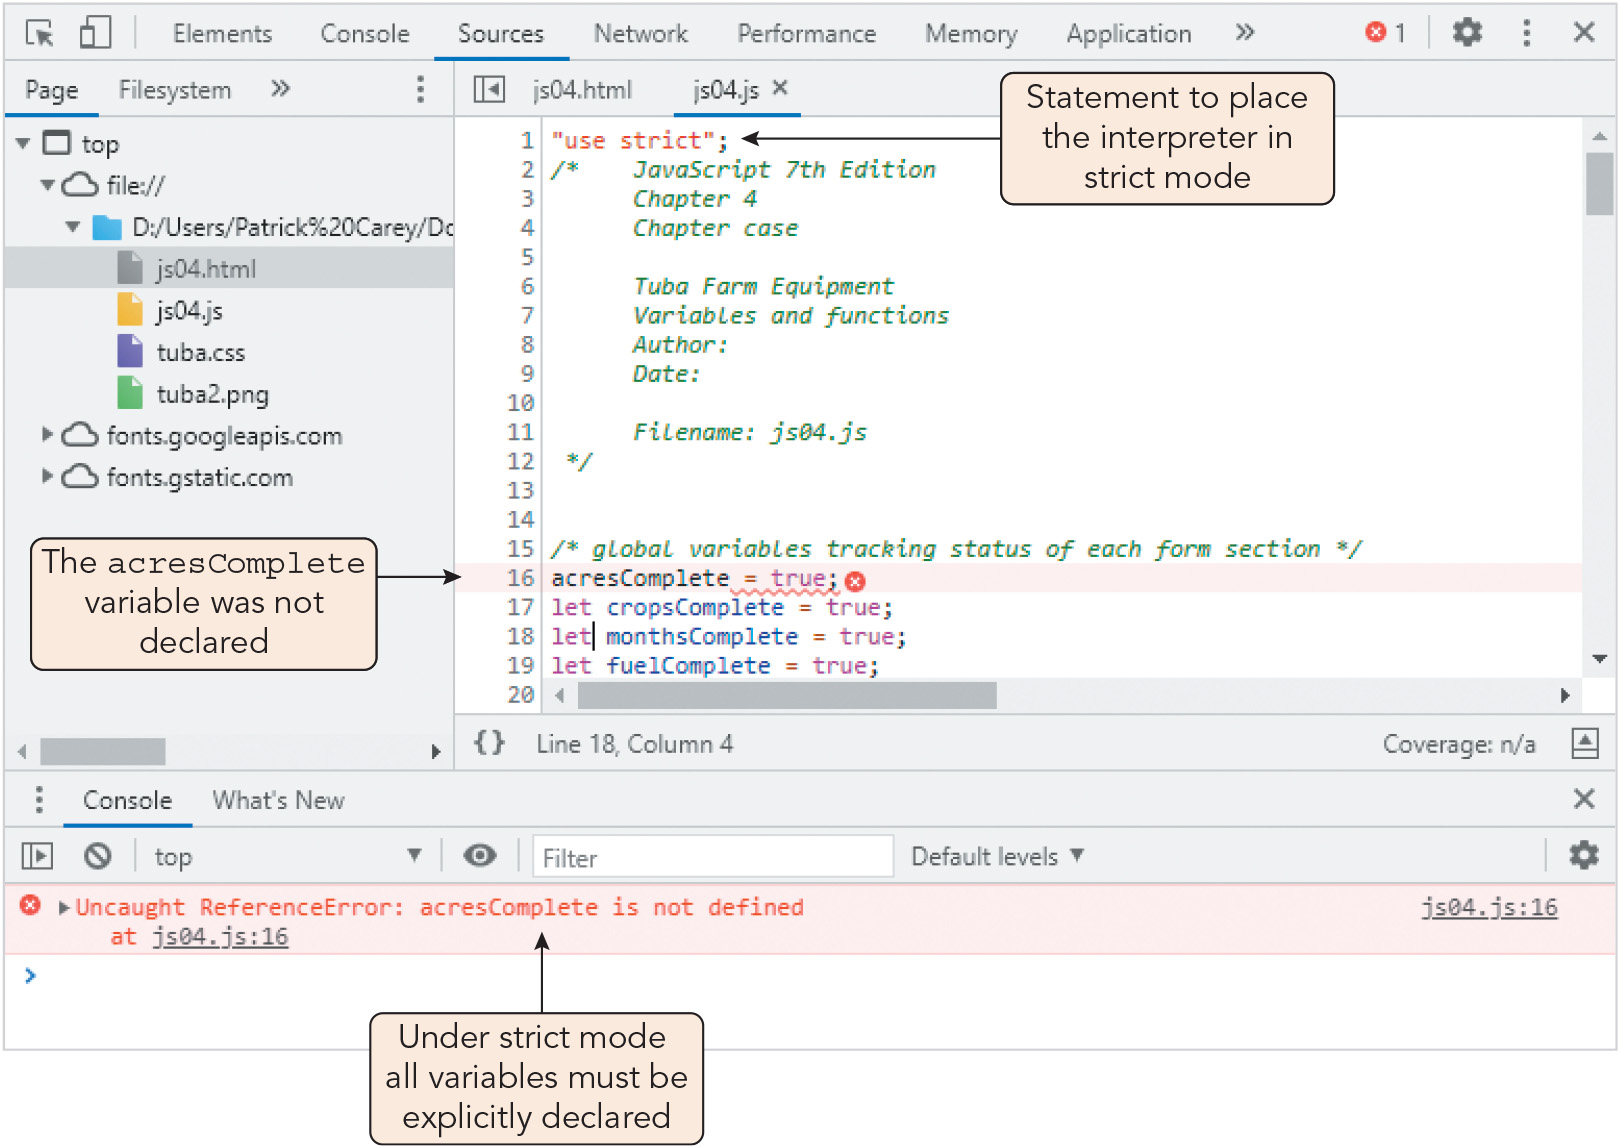 Elements Console Sources Network Performance Memory Application » 1
Page Filesystem »
js04.html js04.js ×
top
file://
D:/Users/Patrick%20Carey/Do
js04.html
js04.js
tuba.css
tuba2.png
fonts.googleapis.com
fonts.gstatic.com
Statement to place
the interpreter in
strict mode
1 "use strict";
2 /* JavaScript 7th Edition
3 Chapter 4
4 Chapter case
5
6 Tuba Farm Equipment
7 Variables and functions
8 Author:
9 Date:
10
11 Filename: js04.js
12 */
13
14
15 /* global variables tracking status of each form section */
16 acresComplete = true;
17 let cropsComplete = true;
18 let monthsComplete = true;
19 let fuelComplete = true;
20
The acresComplete
variable was not
declared
{} Line 18, Column 4 Coverage: n/a
Console What's New
top Filter Default levels
Uncaught ReferenceError: acresComplete is not defined js04.js:16
at js04.js:16
>
Under strict mode
all variables must be
explicitly declared